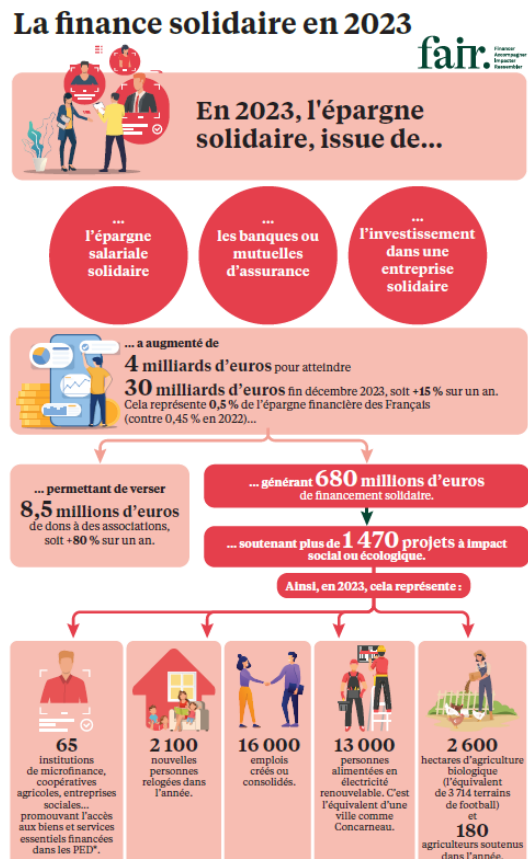 La finance solidaire en 2023
fair.
Financer
Accompagner
Impacter
Rassembler
En 2023, l'épargne
solidaire, issue de...
...
l'épargne
salariale
solidaire
...
les banques ou
mutuelles
d'assurance
...
l'investissement
dans une
entreprise
solidaire
... a augmenté de
4 milliards d'euros pour atteindre
30 milliards d'euros fin décembre 2023, soit +15 % sur un an.
Cela représente 0,5 % de l'épargne financière des Français
(contre 0,45 % en 2022)...
... permettant de verser
8,5 millions d'euros
de dons à des associations,
soit +80 % sur un an.
... générant 680 millions d'euros
de financement solidaire.
... soutenant plus de 1 470 projets à impact
social ou écologique.
Ainsi, en 2023, cela représente :
65
institutions
de microfinance,
coopératives
agricoles, entreprises
sociales...
promouvant l'accès
aux biens et services
essentiels financées
dans les PED*.
2 100
nouvelles
personnes
relogées dans
l'année.
16 000
emplois
créés ou
consolidés.
13 000
personnes
alimentées en
électricité
renouvelable. C'est
l'équivalent d'une
ville comme
Concarneau.
2 600
hectares d'agriculture
biologique
(l'équivalent
de 3 714 terrains
de football)
et
180
agriculteurs soutenus
dans l'année.